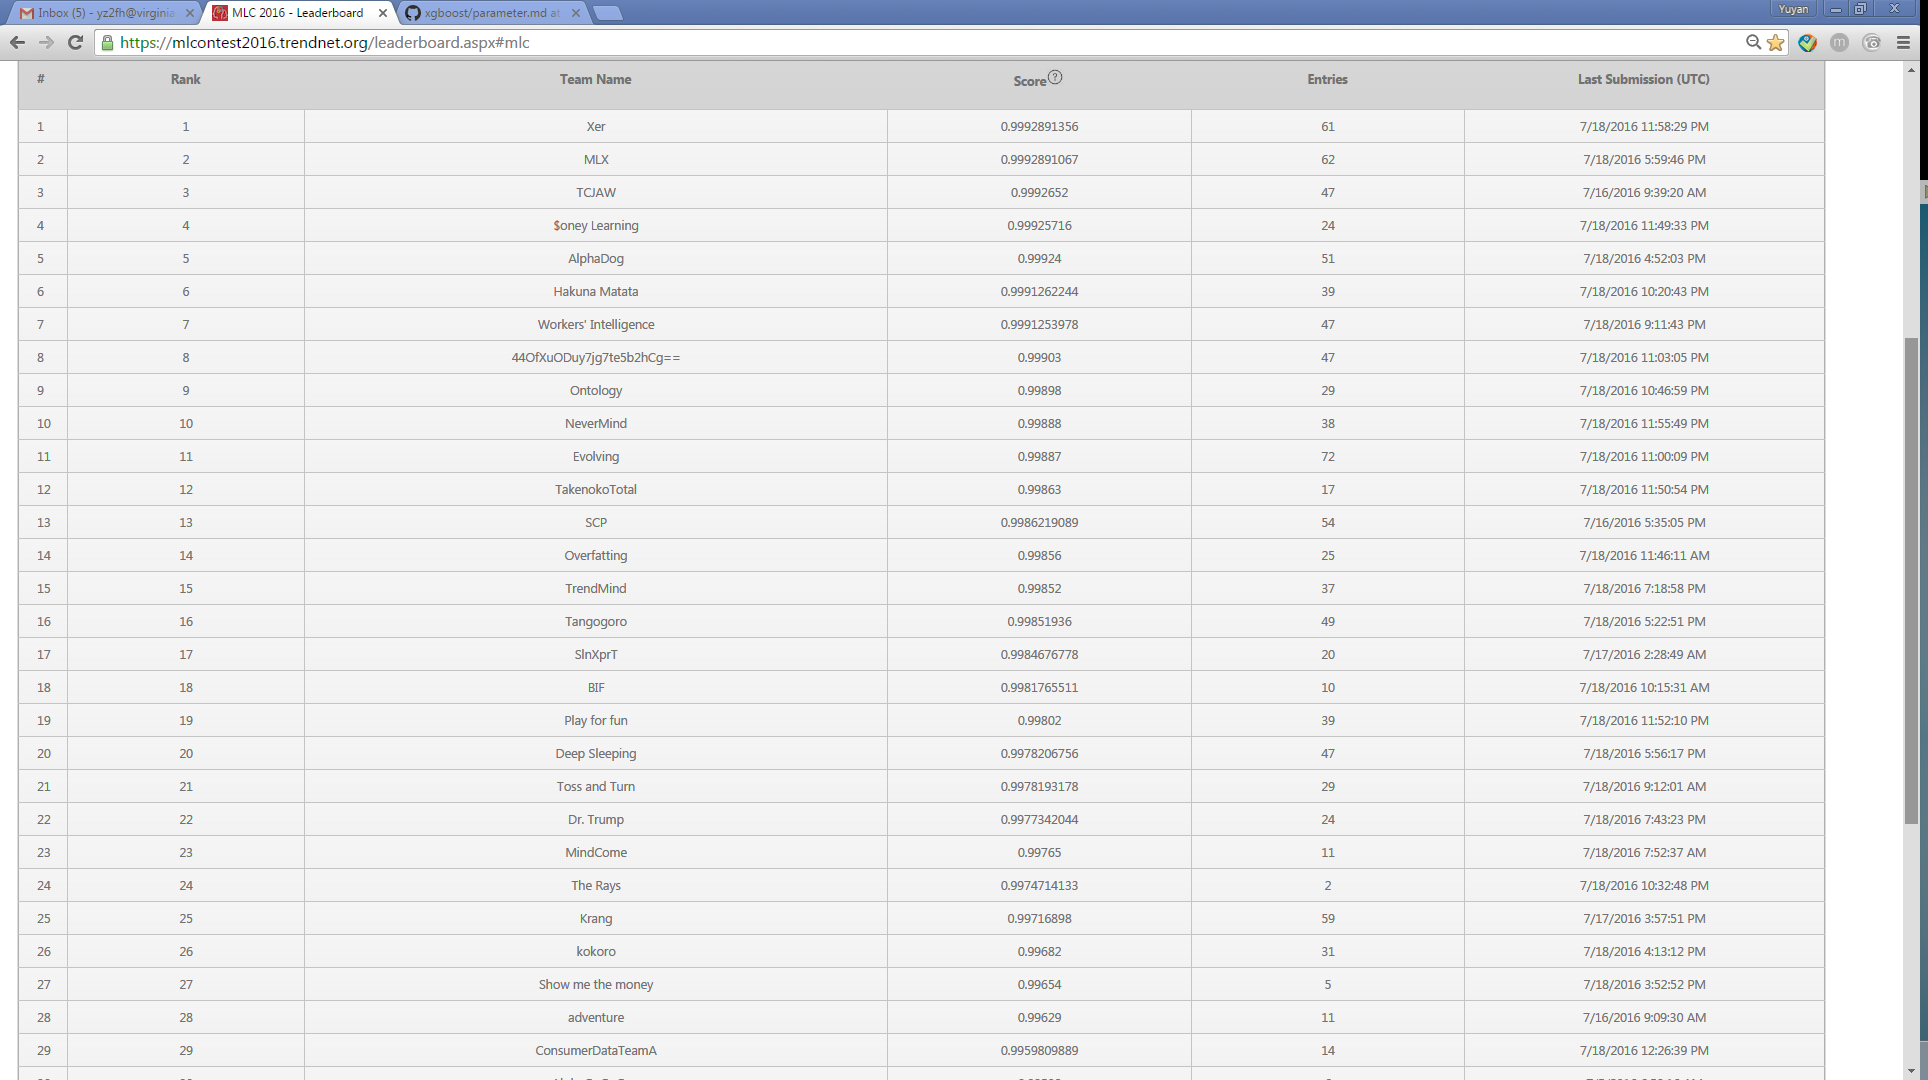 Inbox (5) - yz2fh@virginia
MLC 2016 - Leaderboard
xgboost/parameter.md at
Yuyan
https://mlcontest2016.trendnet.org/leaderboard.aspx#mlc
# Rank Team Name Score? Entries Last Submission (UTC)
1 1 Xer 0.9992891356 61 7/18/2016 11:58:29 PM
2 2 MLX 0.9992891067 62 7/18/2016 5:59:46 PM
3 3 TCJAW 0.9992652 47 7/16/2016 9:39:20 AM
4 4 $oney Learning 0.99925716 24 7/18/2016 11:49:33 PM
5 5 AlphaDog 0.99924 51 7/18/2016 4:52:03 PM
6 6 Hakuna Matata 0.9991262244 39 7/18/2016 10:20:43 PM
7 7 Workers' Intelligence 0.9991253978 47 7/18/2016 9:11:43 PM
8 8 44OfXuODuy7jg7te5b2hCg== 0.99903 47 7/18/2016 11:03:05 PM
9 9 Ontology 0.99898 29 7/18/2016 10:46:59 PM
10 10 NeverMind 0.99888 38 7/18/2016 11:55:49 PM
11 11 Evolving 0.99887 72 7/18/2016 11:00:09 PM
12 12 TakenokoTotal 0.99863 17 7/18/2016 11:50:54 PM
13 13 SCP 0.9986219089 54 7/16/2016 5:35:05 PM
14 14 Overfatting 0.99856 25 7/18/2016 11:46:11 AM
15 15 TrendMind 0.99852 37 7/18/2016 7:18:58 PM
16 16 Tangogoro 0.99851936 49 7/18/2016 5:22:51 PM
17 17 SlnXprT 0.9984676778 20 7/17/2016 2:28:49 AM
18 18 BIF 0.9981765511 10 7/18/2016 10:15:31 AM
19 19 Play for fun 0.99802 39 7/18/2016 11:52:10 PM
20 20 Deep Sleeping 0.9978206756 47 7/18/2016 5:56:17 PM
21 21 Toss and Turn 0.9978193178 29 7/18/2016 9:12:01 AM
22 22 Dr. Trump 0.9977342044 24 7/18/2016 7:43:23 PM
23 23 MindCome 0.99765 11 7/18/2016 7:52:37 AM
24 24 The Rays 0.9974714133 2 7/18/2016 10:32:48 PM
25 25 Krang 0.99716898 59 7/17/2016 3:57:51 PM
26 26 kokoro 0.99682 31 7/18/2016 4:13:12 PM
27 27 Show me the money 0.99654 5 7/18/2016 3:52:52 PM
28 28 adventure 0.99629 11 7/16/2016 9:09:30 AM
29 29 ConsumerDataTeamA 0.9959809889 14 7/18/2016 12:26:39 PM